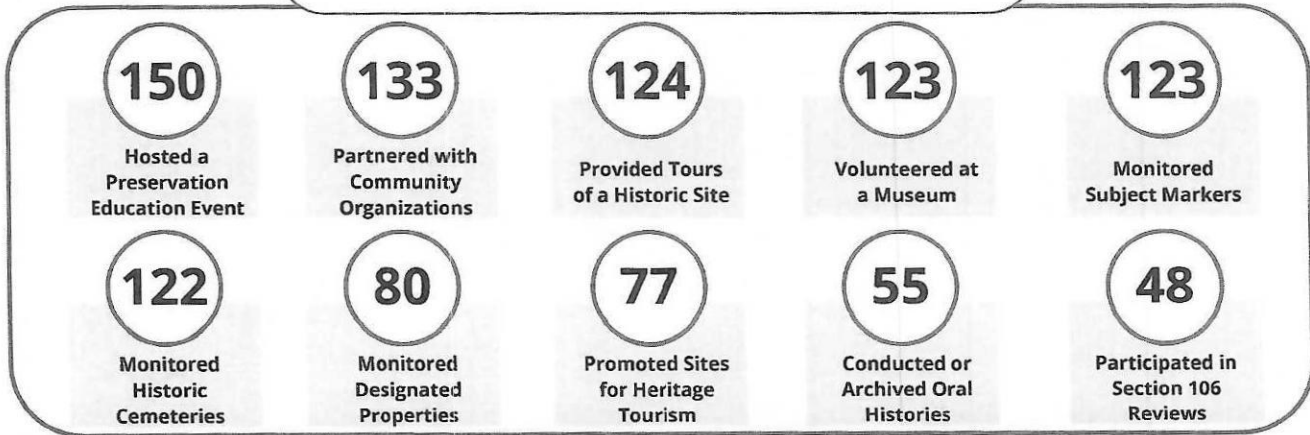 150
Hosted a
Preservation
Education Event
133
Partnered with
Community
Organizations
124
Provided Tours
of a Historic Site
123
Volunteered at
a Museum
123
Monitored
Subject Markers
122
Monitored
Historic
Cemeteries
80
Monitored
Designated
Properties
77
Promoted Sites
for Heritage
Tourism
55
Conducted or
Archived Oral
Histories
48
Participated in
Section 106
Reviews